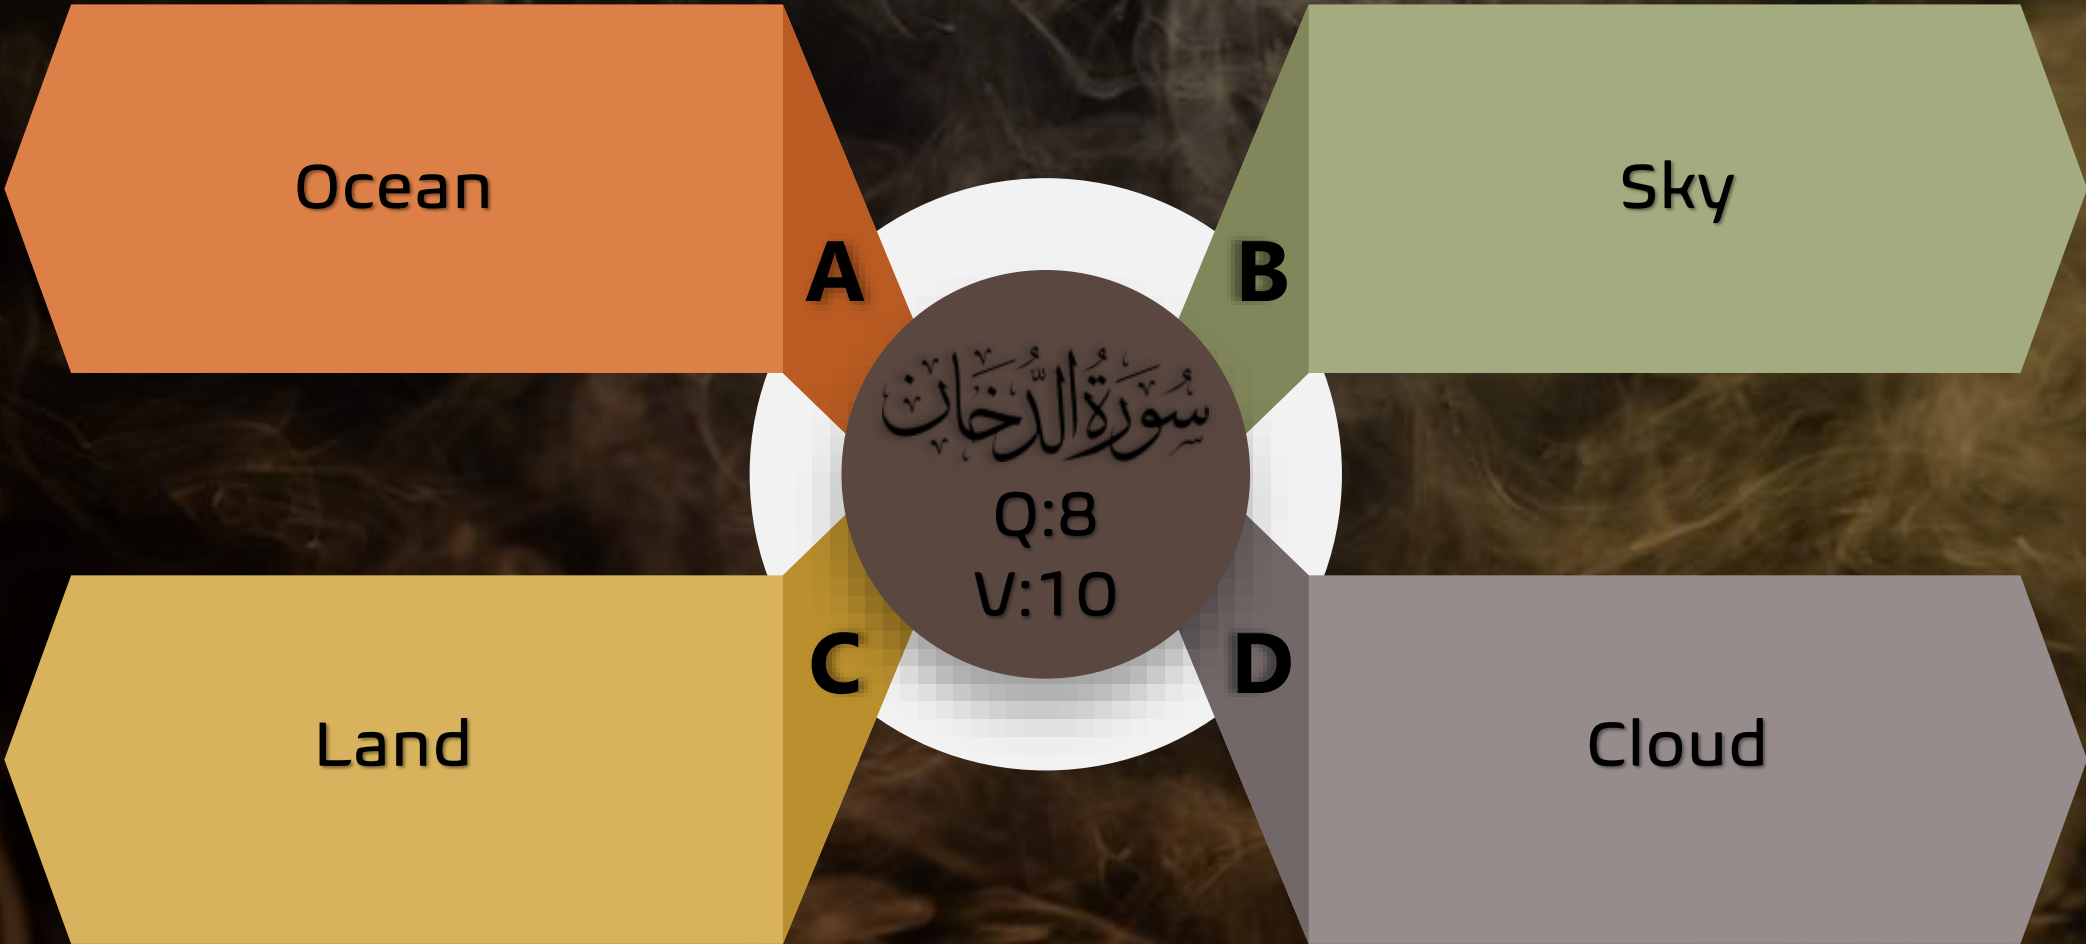 Ocean
A
Sky
B
سُورَةُ الدُّخَان
Q:8
V:10
Land
C
Cloud
D